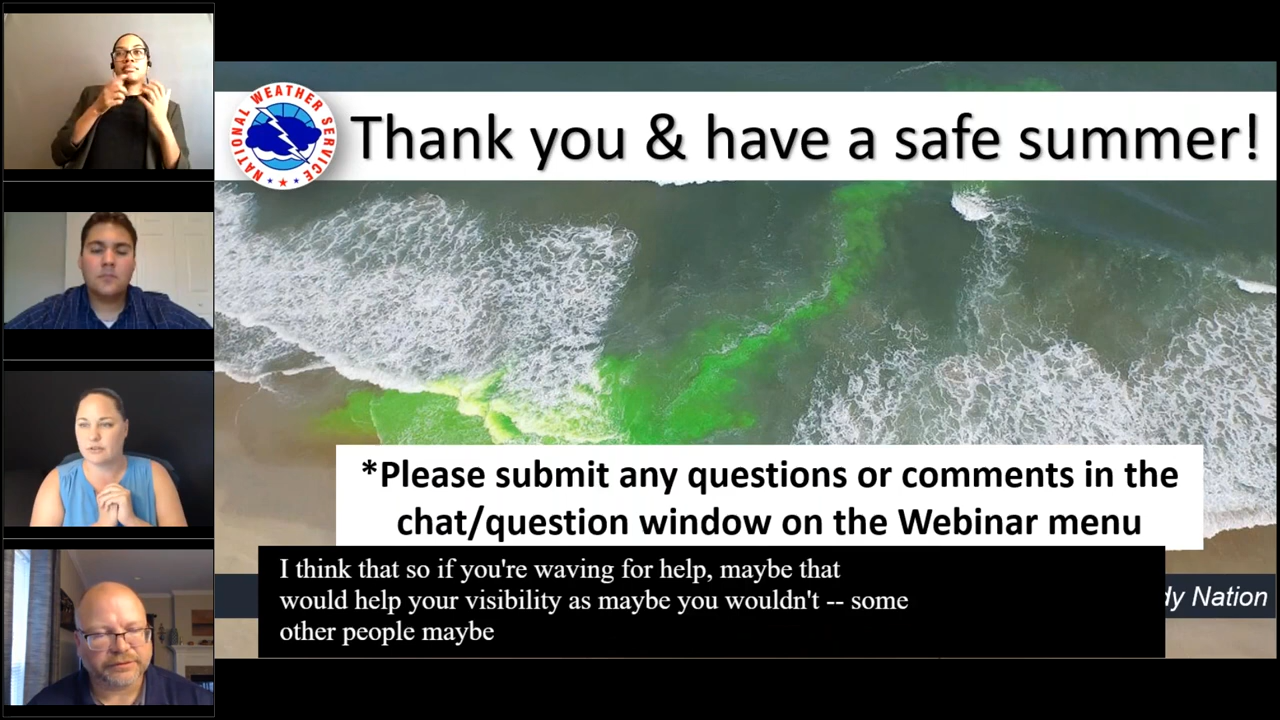 NATIONAL WEATHER SERVICE
Thank you & have a safe summer!
*Please submit any questions or comments in the
chat/question window on the Webinar menu
I think that so if you're waving for help, maybe that
would help your visibility as maybe you wouldn't -- some
other people maybe
dy Nation